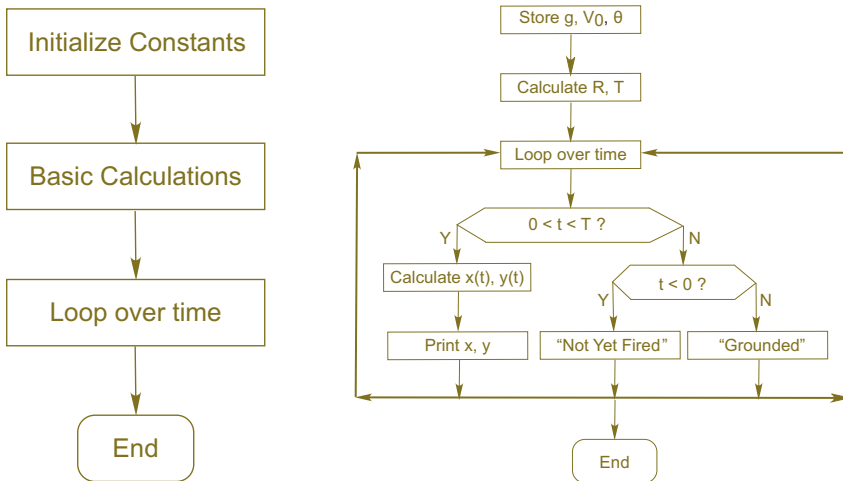 Initialize Constants
Basic Calculations
Loop over time
End
Store g, V0, θ
Calculate R, T
Loop over time
0 < t < T ?
Y
N
Calculate x(t), y(t)
t < 0 ?
Y
N
Print x, y
“Not Yet Fired”
“Grounded”
End